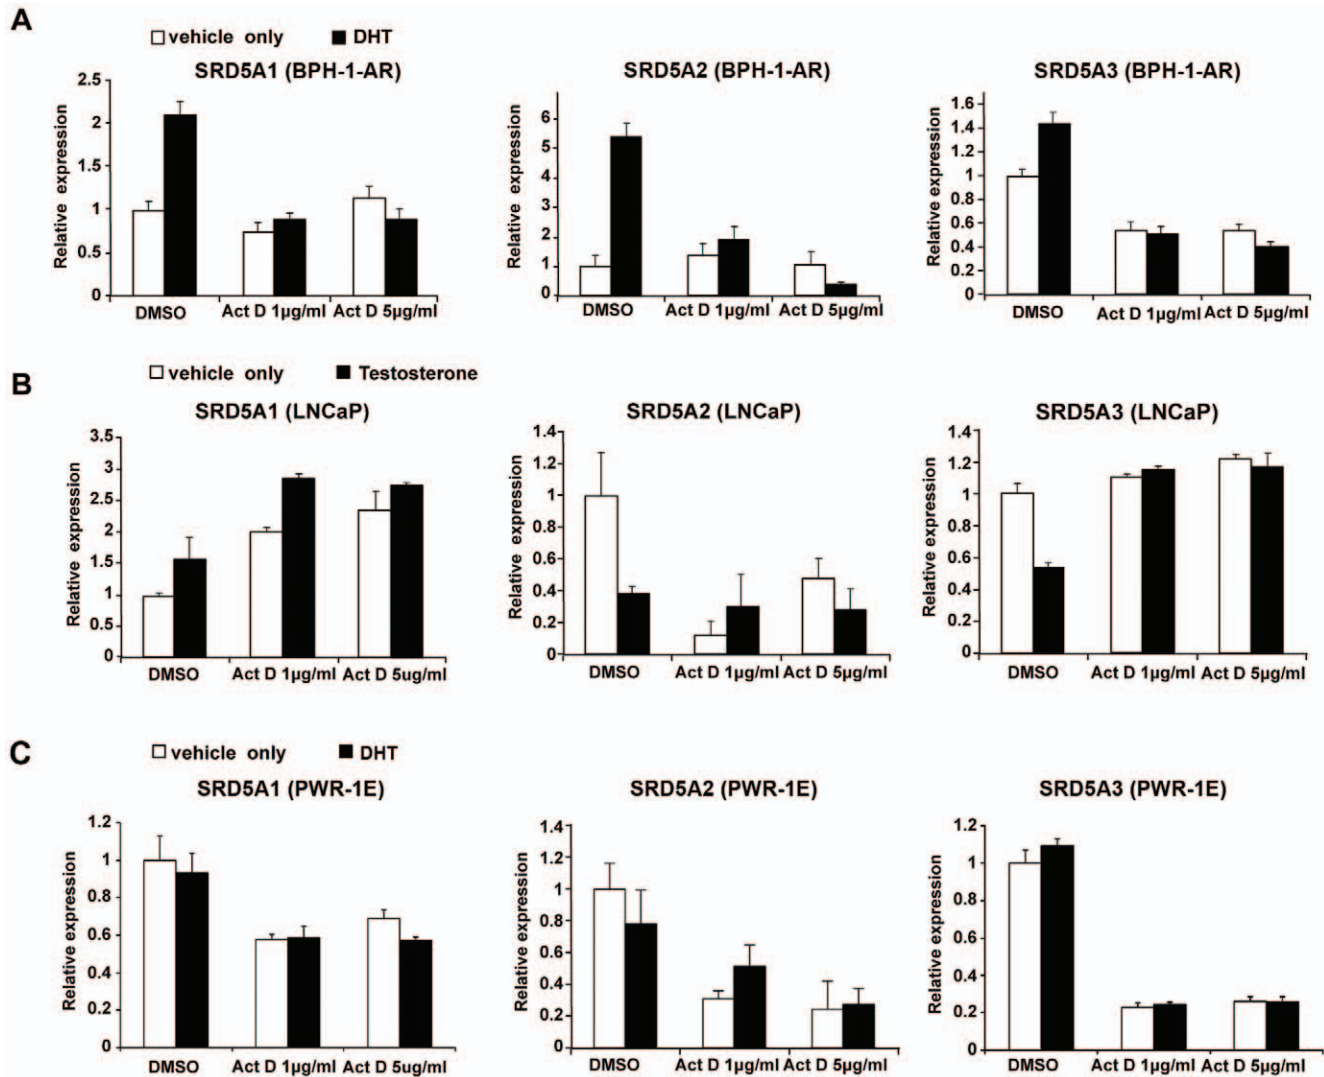 A
vehicle only DHT
SRD5A1 (BPH-1-AR) SRD5A2 (BPH-1-AR) SRD5A3 (BPH-1-AR)
Relative expression
2.5
2
1.5
1
0.5
0
DMSO Act D 1µg/ml Act D 5µg/ml
Relative expression
6
5
4
3
2
1
0
DMSO Act D 1µg/ml Act D 5µg/ml
Relative expression
1.6
1.4
1.2
1
0.6
0.4
0.2
0
DMSO Act D 1µg/ml Act D 5µg/ml
B
vehicle only Testosterone
SRD5A1 (LNCaP) SRD5A2 (LNCaP) SRD5A3 (LNCaP)
Relative expression
3.5
3
2.5
2
1.5
1
0.5
0
DMSO Act D 1µg/ml Act D 5ug/ml
Relative expression
1.4
1.2
1
0.8
0.6
0.4
0.2
0
DMSO Act D 1µg/ml Act D 5µg/ml
Relative expression
1.4
1.2
1
0.8
0.6
0.4
0.2
0
DMSO Act D 1µg/ml Act D 5µg/ml
C
vehicle only DHT
SRD5A1 (PWR-1E) SRD5A2 (PWR-1E) SRD5A3 (PWR-1E)
Relative expression
1.2
1
0.8
0.6
0.4
0.2
0
DMSO Act D 1µg/ml Act D 5ug/ml
Relative expression
1.4
1.2
1
0.8
0.6
0.4
0.2
0
DMSO Act D 1µg/ml Act D 5µg/ml
Relative expression
1.2
1
0.8
0.6
0.4
0.2
0
DMSO Act D 1µg/ml Act D 5µg/ml